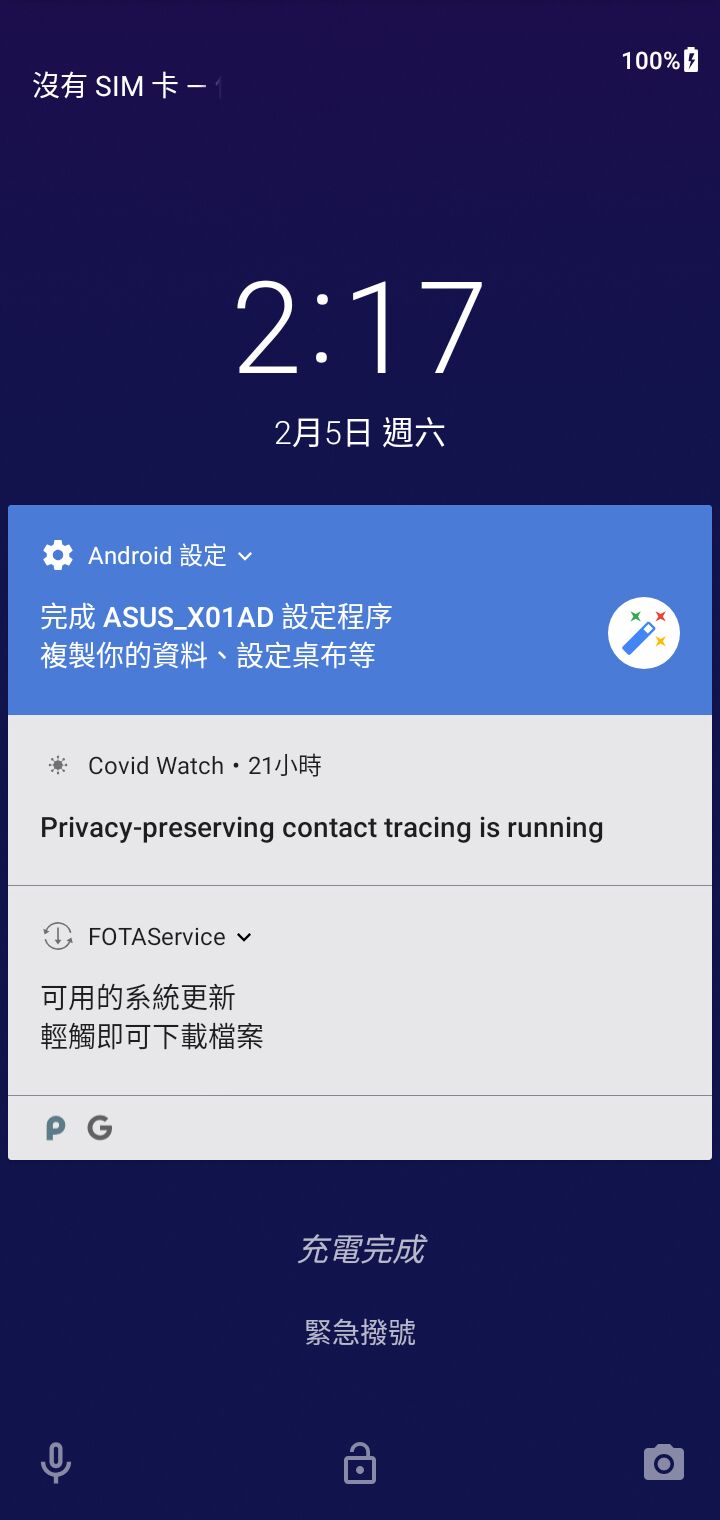 100%
沒有 SIM 卡 –
2:17
2月5日 週六
Android 設定
完成 ASUS_X01AD 設定程序
複製你的資料、設定桌布等
Covid Watch • 21小時
Privacy-preserving contact tracing is running
FOTAService
可用的系統更新
輕觸即可下載檔案
充電完成
緊急撥號